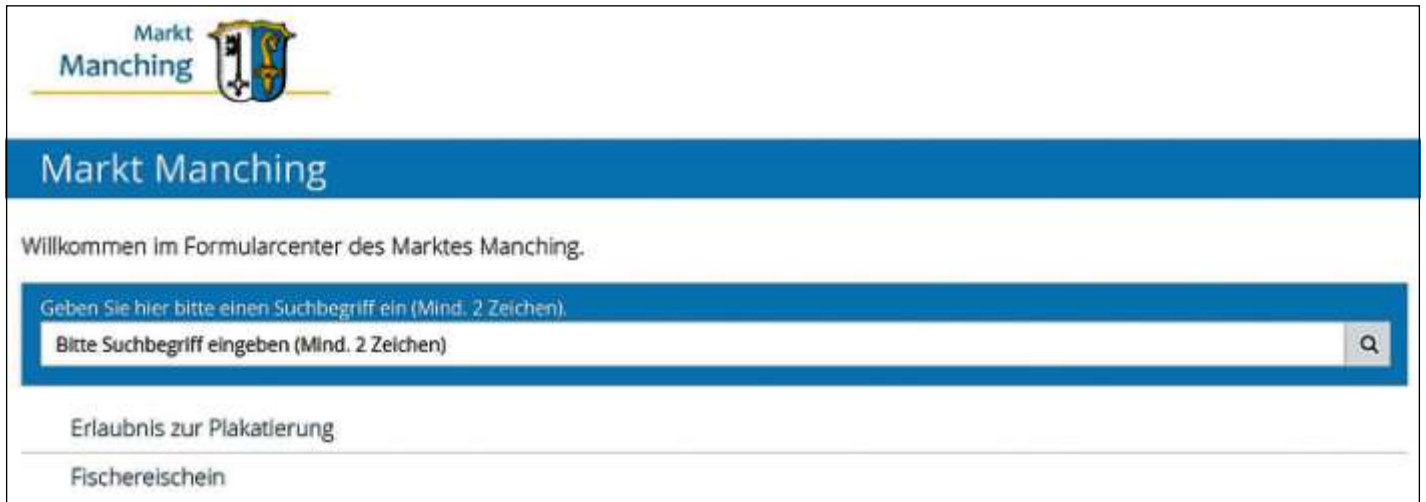 Markt
Manching
Markt Manching
Willkommen im Formularcenter des Marktes Manching.
Geben Sie hier bitte einen Suchbegriff ein (Mind. 2 Zeichen).
Bitte Suchbegriff eingeben (Mind. 2 Zeichen)
Erlaubnis zur Plakatierung
Fischereischein